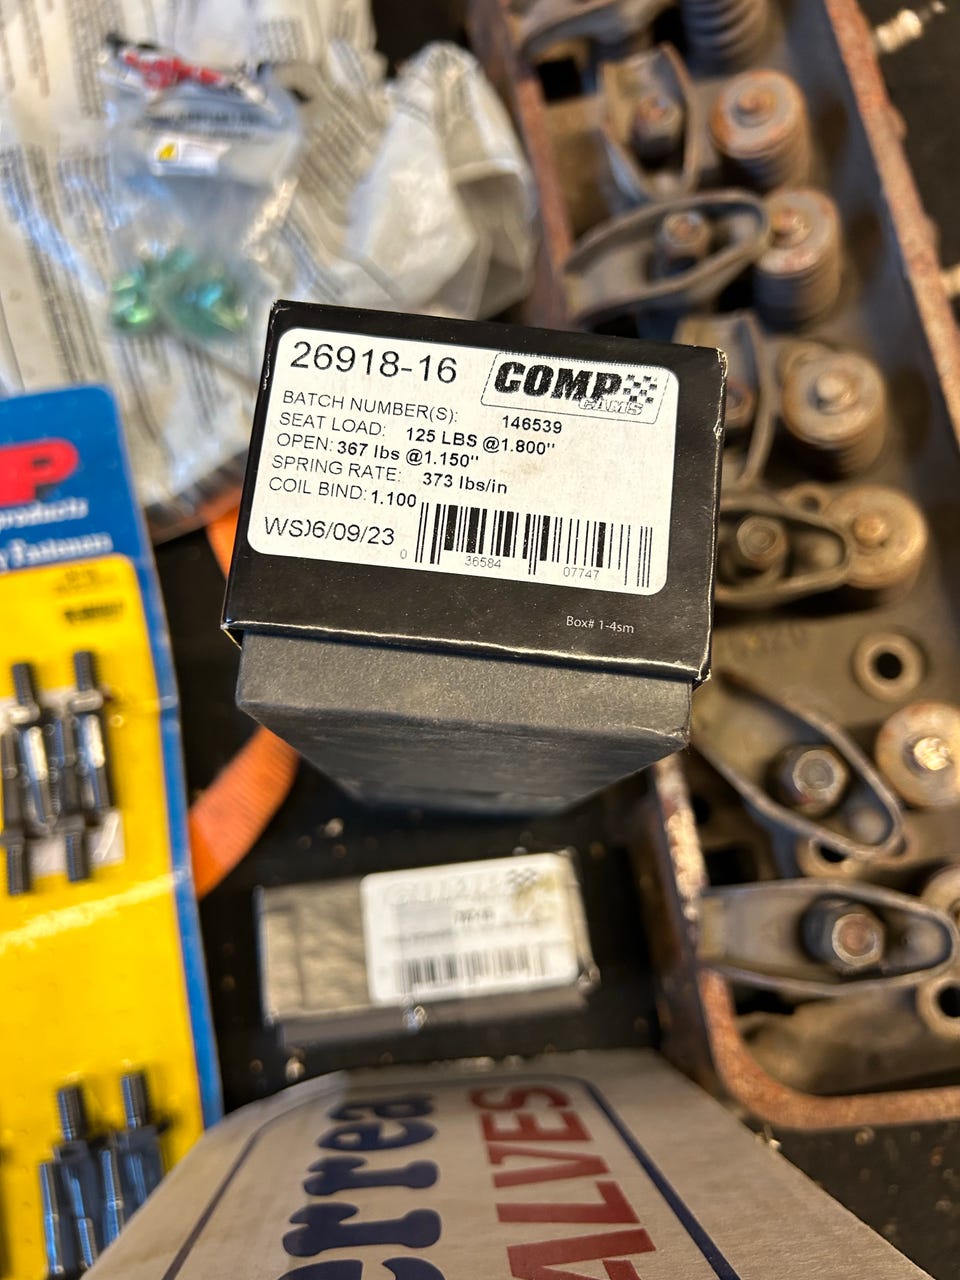 26918-16
COMP
CAMS
BATCH NUMBER(S): 146539
SEAT LOAD: 125 LBS @1.800"
OPEN: 367 lbs @1.150"
SPRING RATE: 373 lbs/in
COIL BIND: 1.100
WS)6/09/23
0 36584 07747
Box# 1-4sm
P
products
Fasteners
errea
ALVES